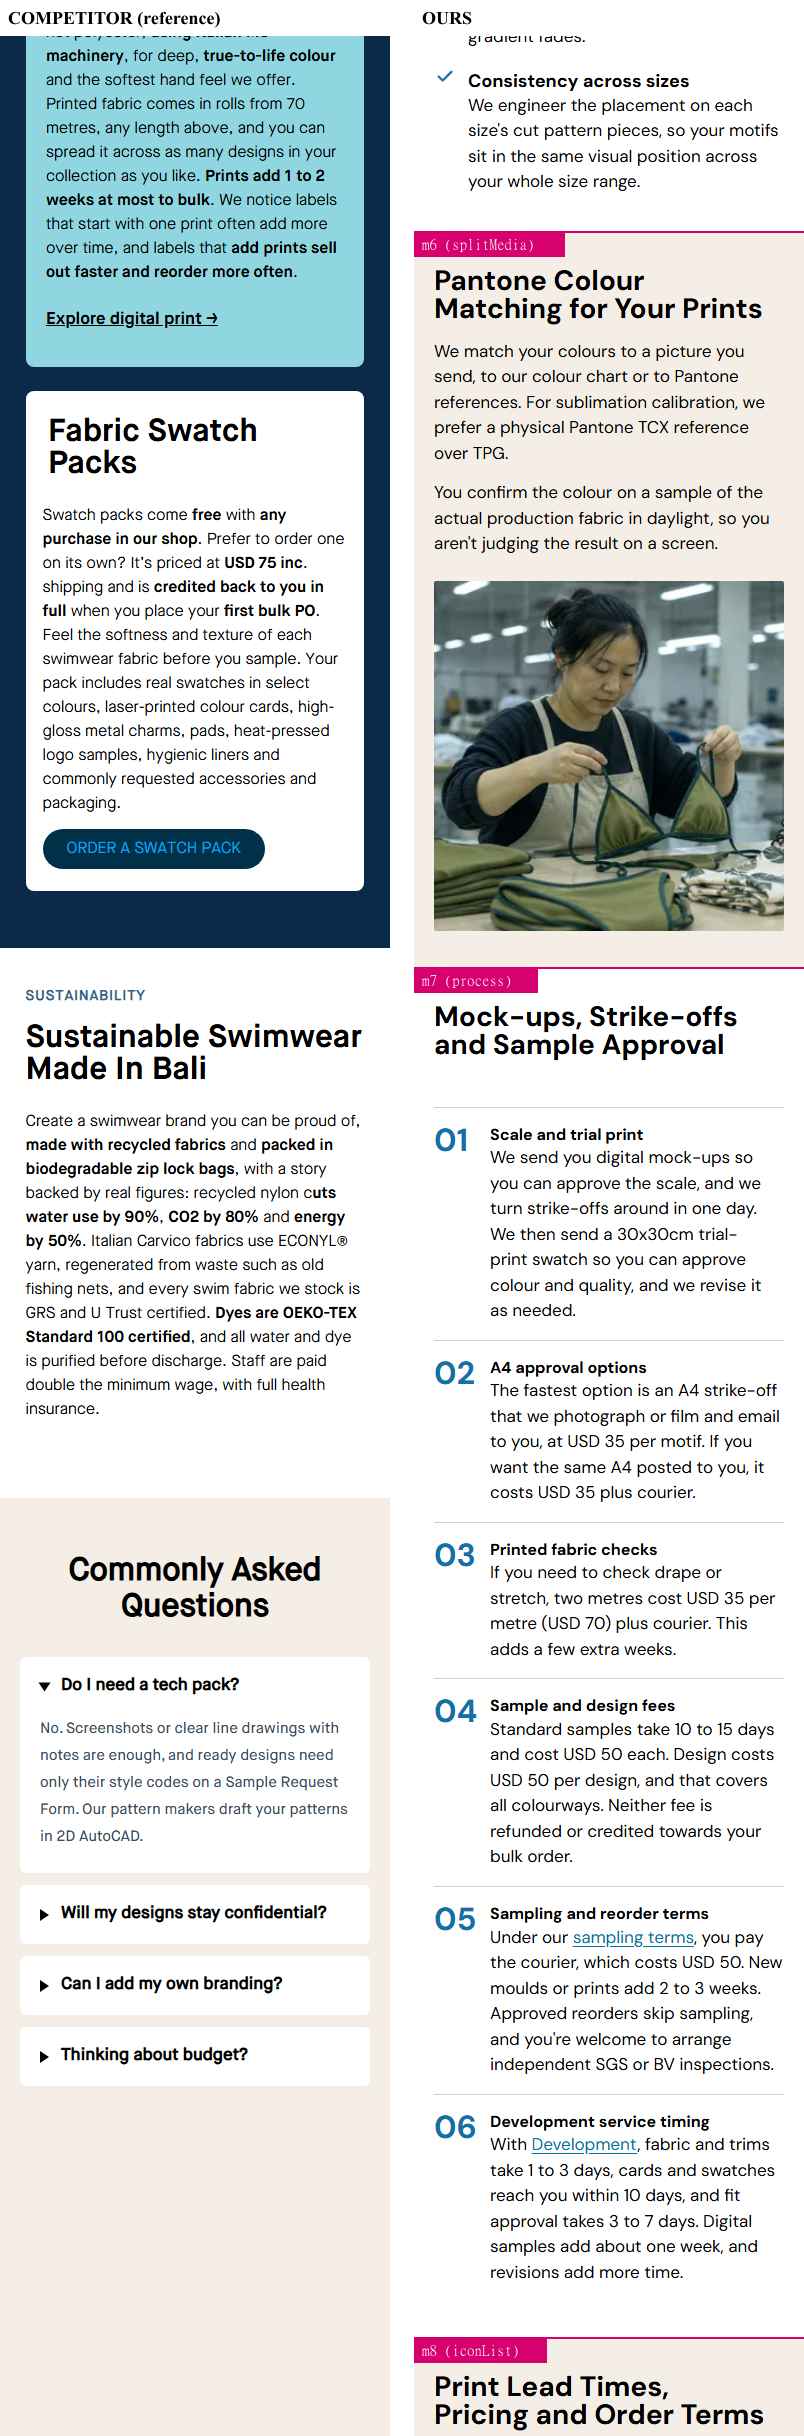 COMPETITOR (reference)
machinery, for deep, true-to-life colour
and the softest hand feel we offer.
Printed fabric comes in rolls from 70
metres, any length above, and you can
spread it across as many designs in your
collection as you like. Prints add 1 to 2
weeks at most to bulk. We notice labels
that start with one print often add more
over time, and labels that add prints sell
out faster and reorder more often.
Explore digital print →
Fabric Swatch
Packs
Swatch packs come free with any
purchase in our shop. Prefer to order one
on its own? It's priced at USD 75 inc.
shipping and is credited back to you in
full when you place your first bulk PO.
Feel the softness and texture of each
swimwear fabric before you sample. Your
pack includes real swatches in select
colours, laser-printed colour cards, high-
gloss metal charms, pads, heat-pressed
logo samples, hygienic liners and
commonly requested accessories and
packaging.
ORDER A SWATCH PACK
SUSTAINABILITY
Sustainable Swimwear
Made In Bali
Create a swimwear brand you can be proud of,
made with recycled fabrics and packed in
biodegradable zip lock bags, with a story
backed by real figures: recycled nylon cuts
water use by 90%, CO2 by 80% and energy
by 50%. Italian Carvico fabrics use ECONYL®
yarn, regenerated from waste such as old
fishing nets, and every swim fabric we stock is
GRS and U Trust certified. Dyes are OEKO-TEX
Standard 100 certified, and all water and dye
is purified before discharge. Staff are paid
double the minimum wage, with full health
insurance.
Commonly Asked
Questions
Do I need a tech pack?
No. Screenshots or clear line drawings with
notes are enough, and ready designs need
only their style codes on a Sample Request
Form. Our pattern makers draft your patterns
in 2D AutoCAD.
Will my designs stay confidential?
Can I add my own branding?
Thinking about budget?
OURS
gradient fades.
Consistency across sizes
We engineer the placement on each
size's cut pattern pieces, so your motifs
sit in the same visual position across
your whole size range.
m6 (splitMedia)
Pantone Colour
Matching for Your Prints
We match your colours to a picture you
send, to our colour chart or to Pantone
references. For sublimation calibration, we
prefer a physical Pantone TCX reference
over TPG.
You confirm the colour on a sample of the
actual production fabric in daylight, so you
aren't judging the result on a screen.
m7 (process)
Mock-ups, Strike-offs
and Sample Approval
01
Scale and trial print
We send you digital mock-ups so
you can approve the scale, and we
turn strike-offs around in one day.
We then send a 30x30cm trial-
print swatch so you can approve
colour and quality, and we revise it
as needed.
02
A4 approval options
The fastest option is an A4 strike-off
that we photograph or film and email
to you, at USD 35 per motif. If you
want the same A4 posted to you, it
costs USD 35 plus courier.
03
Printed fabric checks
If you need to check drape or
stretch, two metres cost USD 35 per
metre (USD 70) plus courier. This
adds a few extra weeks.
04
Sample and design fees
Standard samples take 10 to 15 days
and cost USD 50 each. Design costs
USD 50 per design, and that covers
all colourways. Neither fee is
refunded or credited towards your
bulk order.
05
Sampling and reorder terms
Under our sampling terms, you pay
the courier, which costs USD 50. New
moulds or prints add 2 to 3 weeks.
Approved reorders skip sampling,
and you're welcome to arrange
independent SGS or BV inspections.
06
Development service timing
With Development, fabric and trims
take 1 to 3 days, cards and swatches
reach you within 10 days, and fit
approval takes 3 to 7 days. Digital
samples add about one week, and
revisions add more time.
m8 (iconList)
Print Lead Times,
Pricing and Order Terms